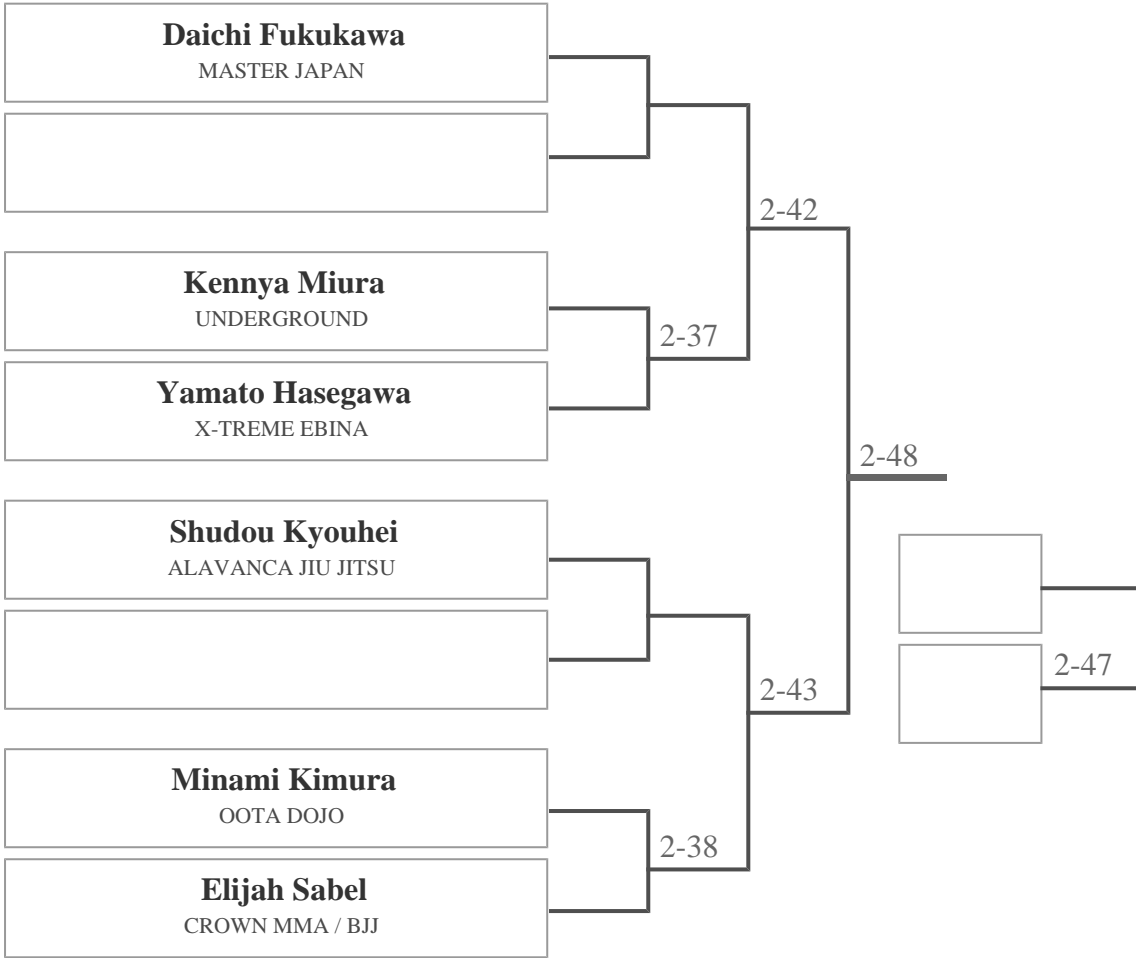 Daichi Fukukawa
MASTER JAPAN
2-42
Kennya Miura
UNDERGROUND
2-37
Yamato Hasegawa
X-TREME EBINA
2-48
Shudou Kyouhei
ALAVANCA JIU JITSU
2-47
2-43
Minami Kimura
OOTA DOJO
2-38
Elijah Sabel
CROWN MMA / BJJ